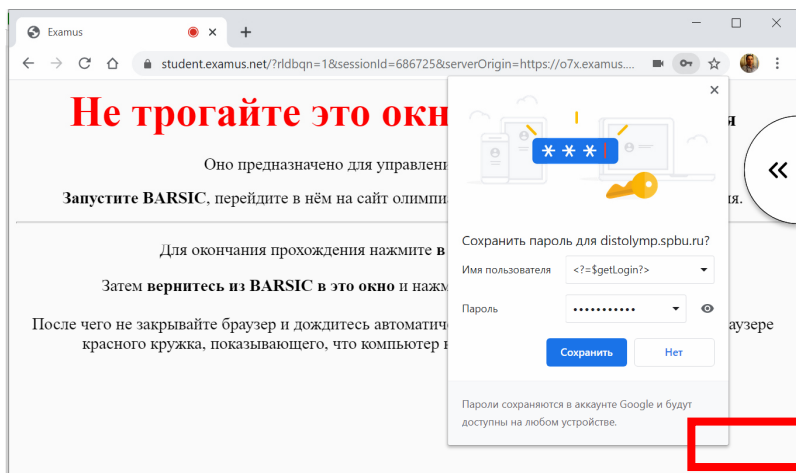 Examus
student.examus.net/?rldbqn=1&sessionId=686725&serverOrigin=https://o7x.examus....
Не трогайте это окн
я
Оно предназначено для управлени
Запустите BARSIC, перейдите в нём на сайт олимпиа
ия.
Для окончания прохождения нажмите в
Затем вернитесь из BARSIC в это окно и нажм
После чего не закрывайте браузер и дождитесь автоматич
аузере
красного кружка, показывающего, что компьютер
***
Сохранить пароль для distolymp.spbu.ru?
Имя пользователя <?=$getLogin?>
Пароль •••••••••••
Сохранить Нет
Пароли сохраняются в аккаунте Google и будут
доступны на любом устройстве.